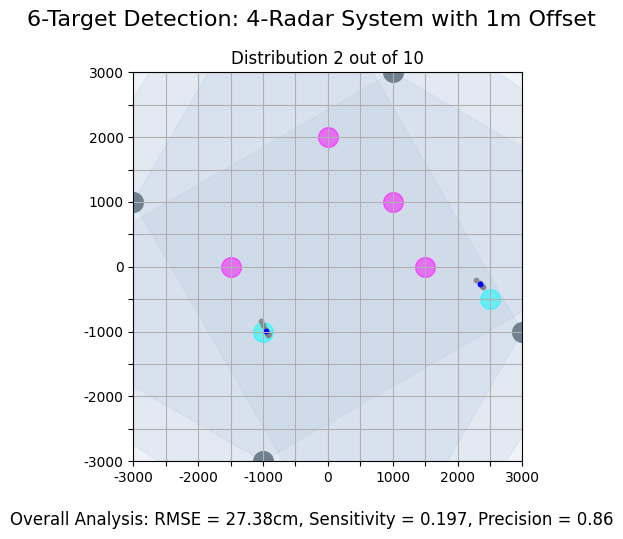 6-Target Detection: 4-Radar System with 1m Offset
Distribution 2 out of 10
3000
2000
1000
0
-1000
-2000
-3000
-3000 -2000 -1000 0 1000 2000 3000
Overall Analysis: RMSE = 27.38cm, Sensitivity = 0.197, Precision = 0.86